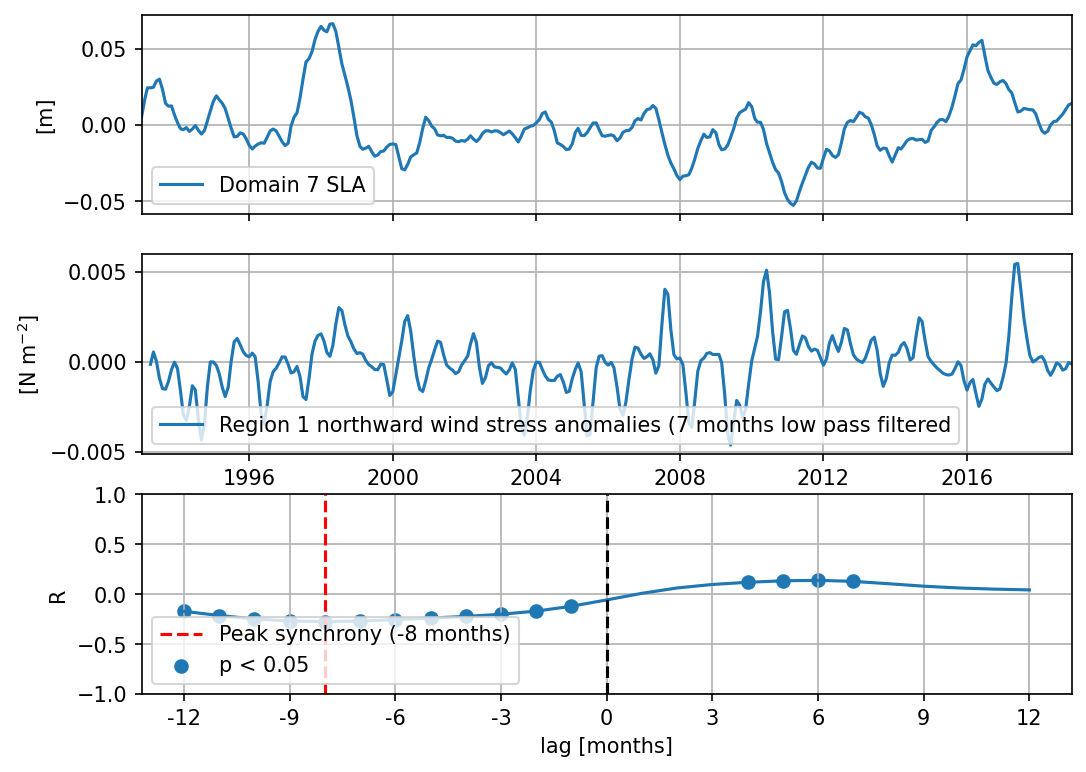 0.05
0.00
−0.05
[m]
Domain 7 SLA
0.005
0.000
−0.005
[N m⁻²]
Region 1 northward wind stress anomalies (7 months low pass filtered
1996 2000 2004 2008 2012 2016
1.0
0.5
0.0
−0.5
−1.0
R
Peak synchrony (-8 months)
p < 0.05
-12 -9 -6 -3 0 3 6 9 12
lag [months]